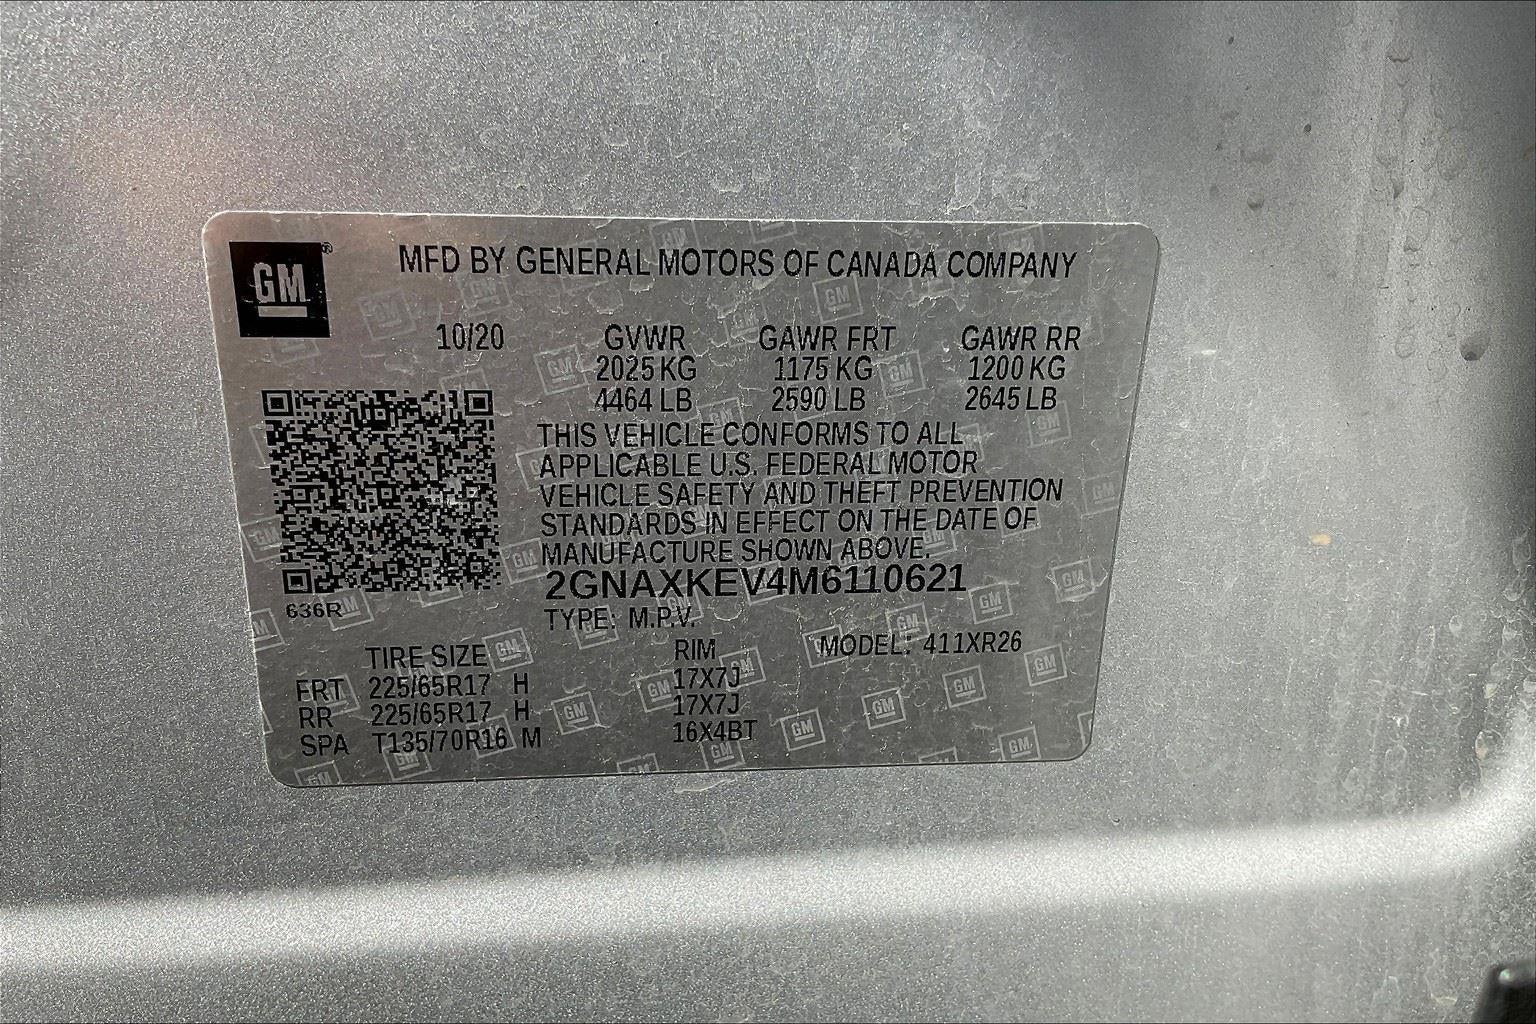 GM®
MFD BY GENERAL MOTORS OF CANADA COMPANY
10/20 GVWR GAWR FRT GAWR RR
2025 KG 1175 KG 1200 KG
4464 LB 2590 LB 2645 LB
THIS VEHICLE CONFORMS TO ALL
APPLICABLE U.S. FEDERAL MOTOR
VEHICLE SAFETY AND THEFT PREVENTION
STANDARDS IN EFFECT ON THE DATE OF
MANUFACTURE SHOWN ABOVE.
2GNAXKEV4M6110621
636R
TYPE: M.P.V.
MODEL: 411XR26
TIRE SIZE RIM
FRT 225/65R17 H 17X7J
RR 225/65R17 H 17X7J
SPA T135/70R16 M 16X4BT